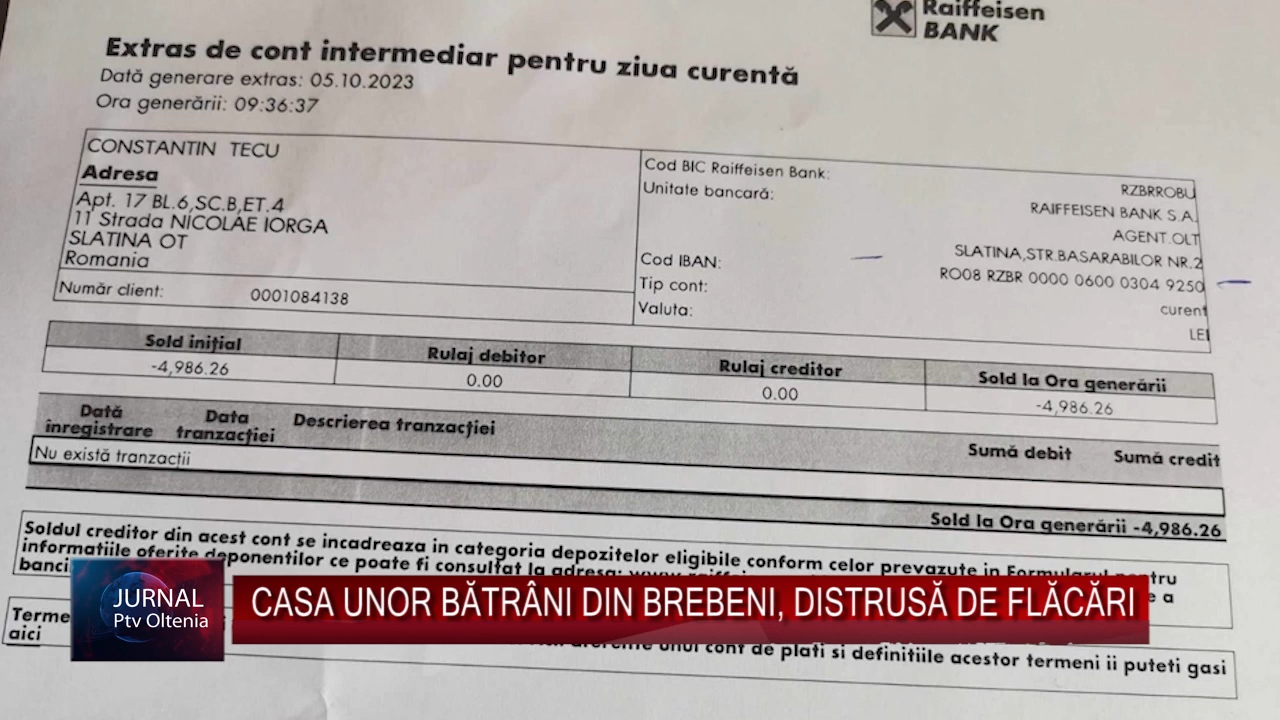 Raiffeisen
BANK
Extras de cont intermediar pentru ziua curentă
Dată generare extras: 05.10.2023
Ora generării: 09:36:37
CONSTANTIN TECU
Adresa
Apt. 17 BL.6,SC.B,ET.4
11 Strada NICOLAE IORGA
SLATINA OT
Romania
Număr client: 0001084138
Cod BIC Raiffeisen Bank: RZBRROBU
Unitate bancară: RAIFFEISEN BANK S.A.
AGENT.OLT
SLATINA,STR.BASARABILOR NR.2
Cod IBAN: RO08 RZBR 0000 0600 0304 9250
Tip cont: curent
Valuta: LEI
Sold inițial Rulaj debitor Rulaj creditor Sold la Ora generării
-4,986.26 0.00 0.00 -4,986.26
Dată înregistrare Data tranzacției Descrierea tranzacției Sumă debit Sumă credit
Nu există tranzacții
Sold la Ora generării -4,986.26
Soldul creditor din acest cont se incadreaza in categoria depozitelor eligibile conform celor prevazute in Formularul pentru
informatiile oferite deponentilor ce poate fi consultat la adresa:
banci
Terme
aici
unui cont de plati si definitiile acestor termeni ii puteti gasi
JURNAL
Ptv Oltenia
CASA UNOR BĂTRÂNI DIN BREBENI, DISTRUSĂ DE FLĂCĂRI